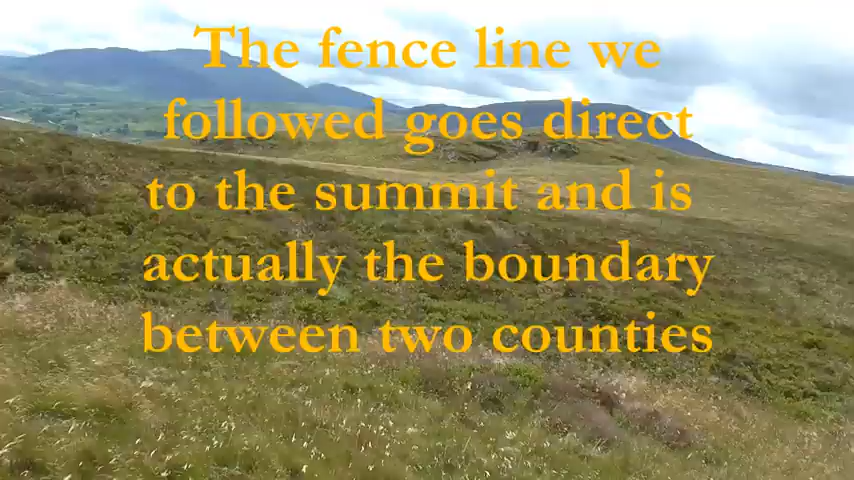 The fence line we
followed goes direct
to the summit and is
actually the boundary
between two counties